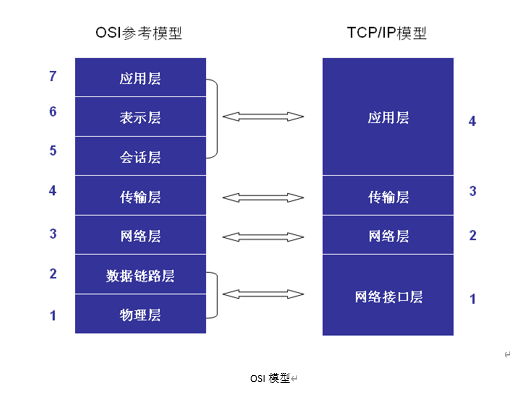 OSI参考模型
TCP/IP模型
7 应用层
6 表示层
5 会话层
应用层 4
4 传输层
传输层 3
3 网络层
网络层 2
2 数据链路层
1 物理层
网络接口层 1
OSI 模型